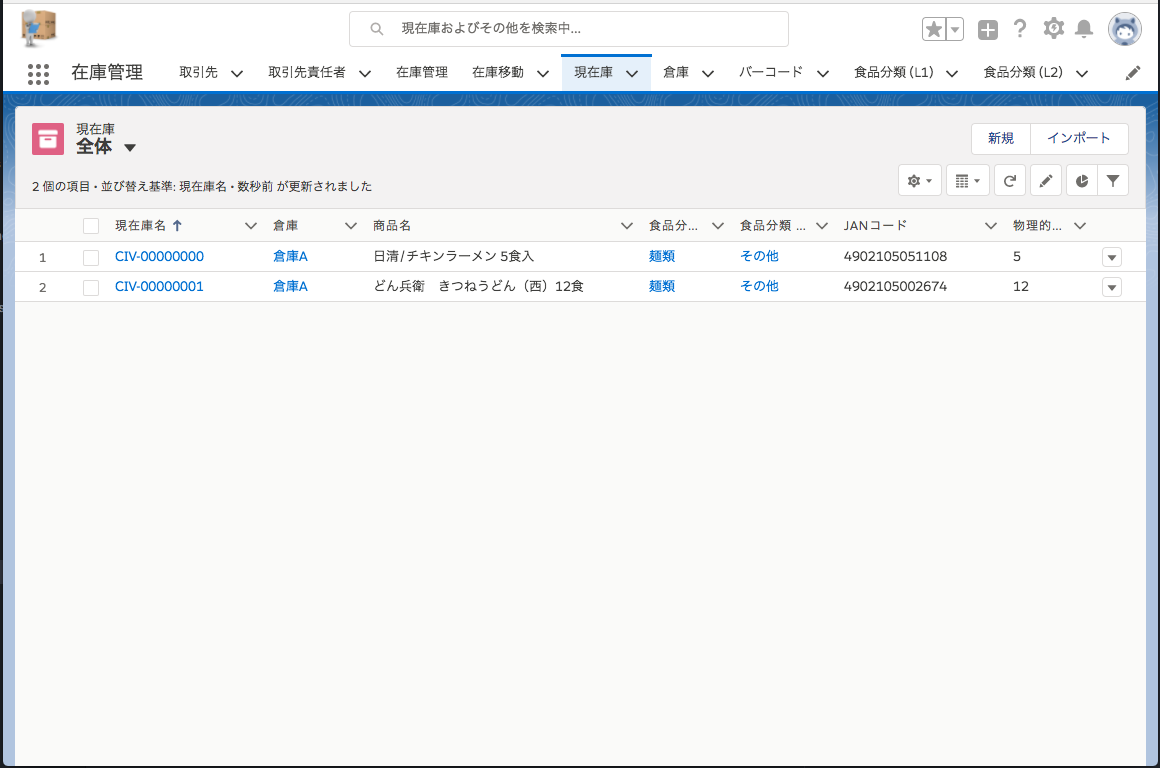 現在庫およびその他を検索中...
在庫管理 取引先 取引先責任者 在庫管理 在庫移動 現在庫 倉庫 バーコード 食品分類 (L1) 食品分類 (L2)
現在庫
全体
新規 インポート
2 個の項目 • 並び替え基準: 現在庫名 • 数秒前 が更新されました
現在庫名 倉庫 商品名 食品分... 食品分類 ... JANコード 物理的...
1 CIV-00000000 倉庫A 日清/チキンラーメン 5食入 麺類 その他 4902105051108 5
2 CIV-00000001 倉庫A どん兵衛　きつねうどん（西）12食 麺類 その他 4902105002674 12